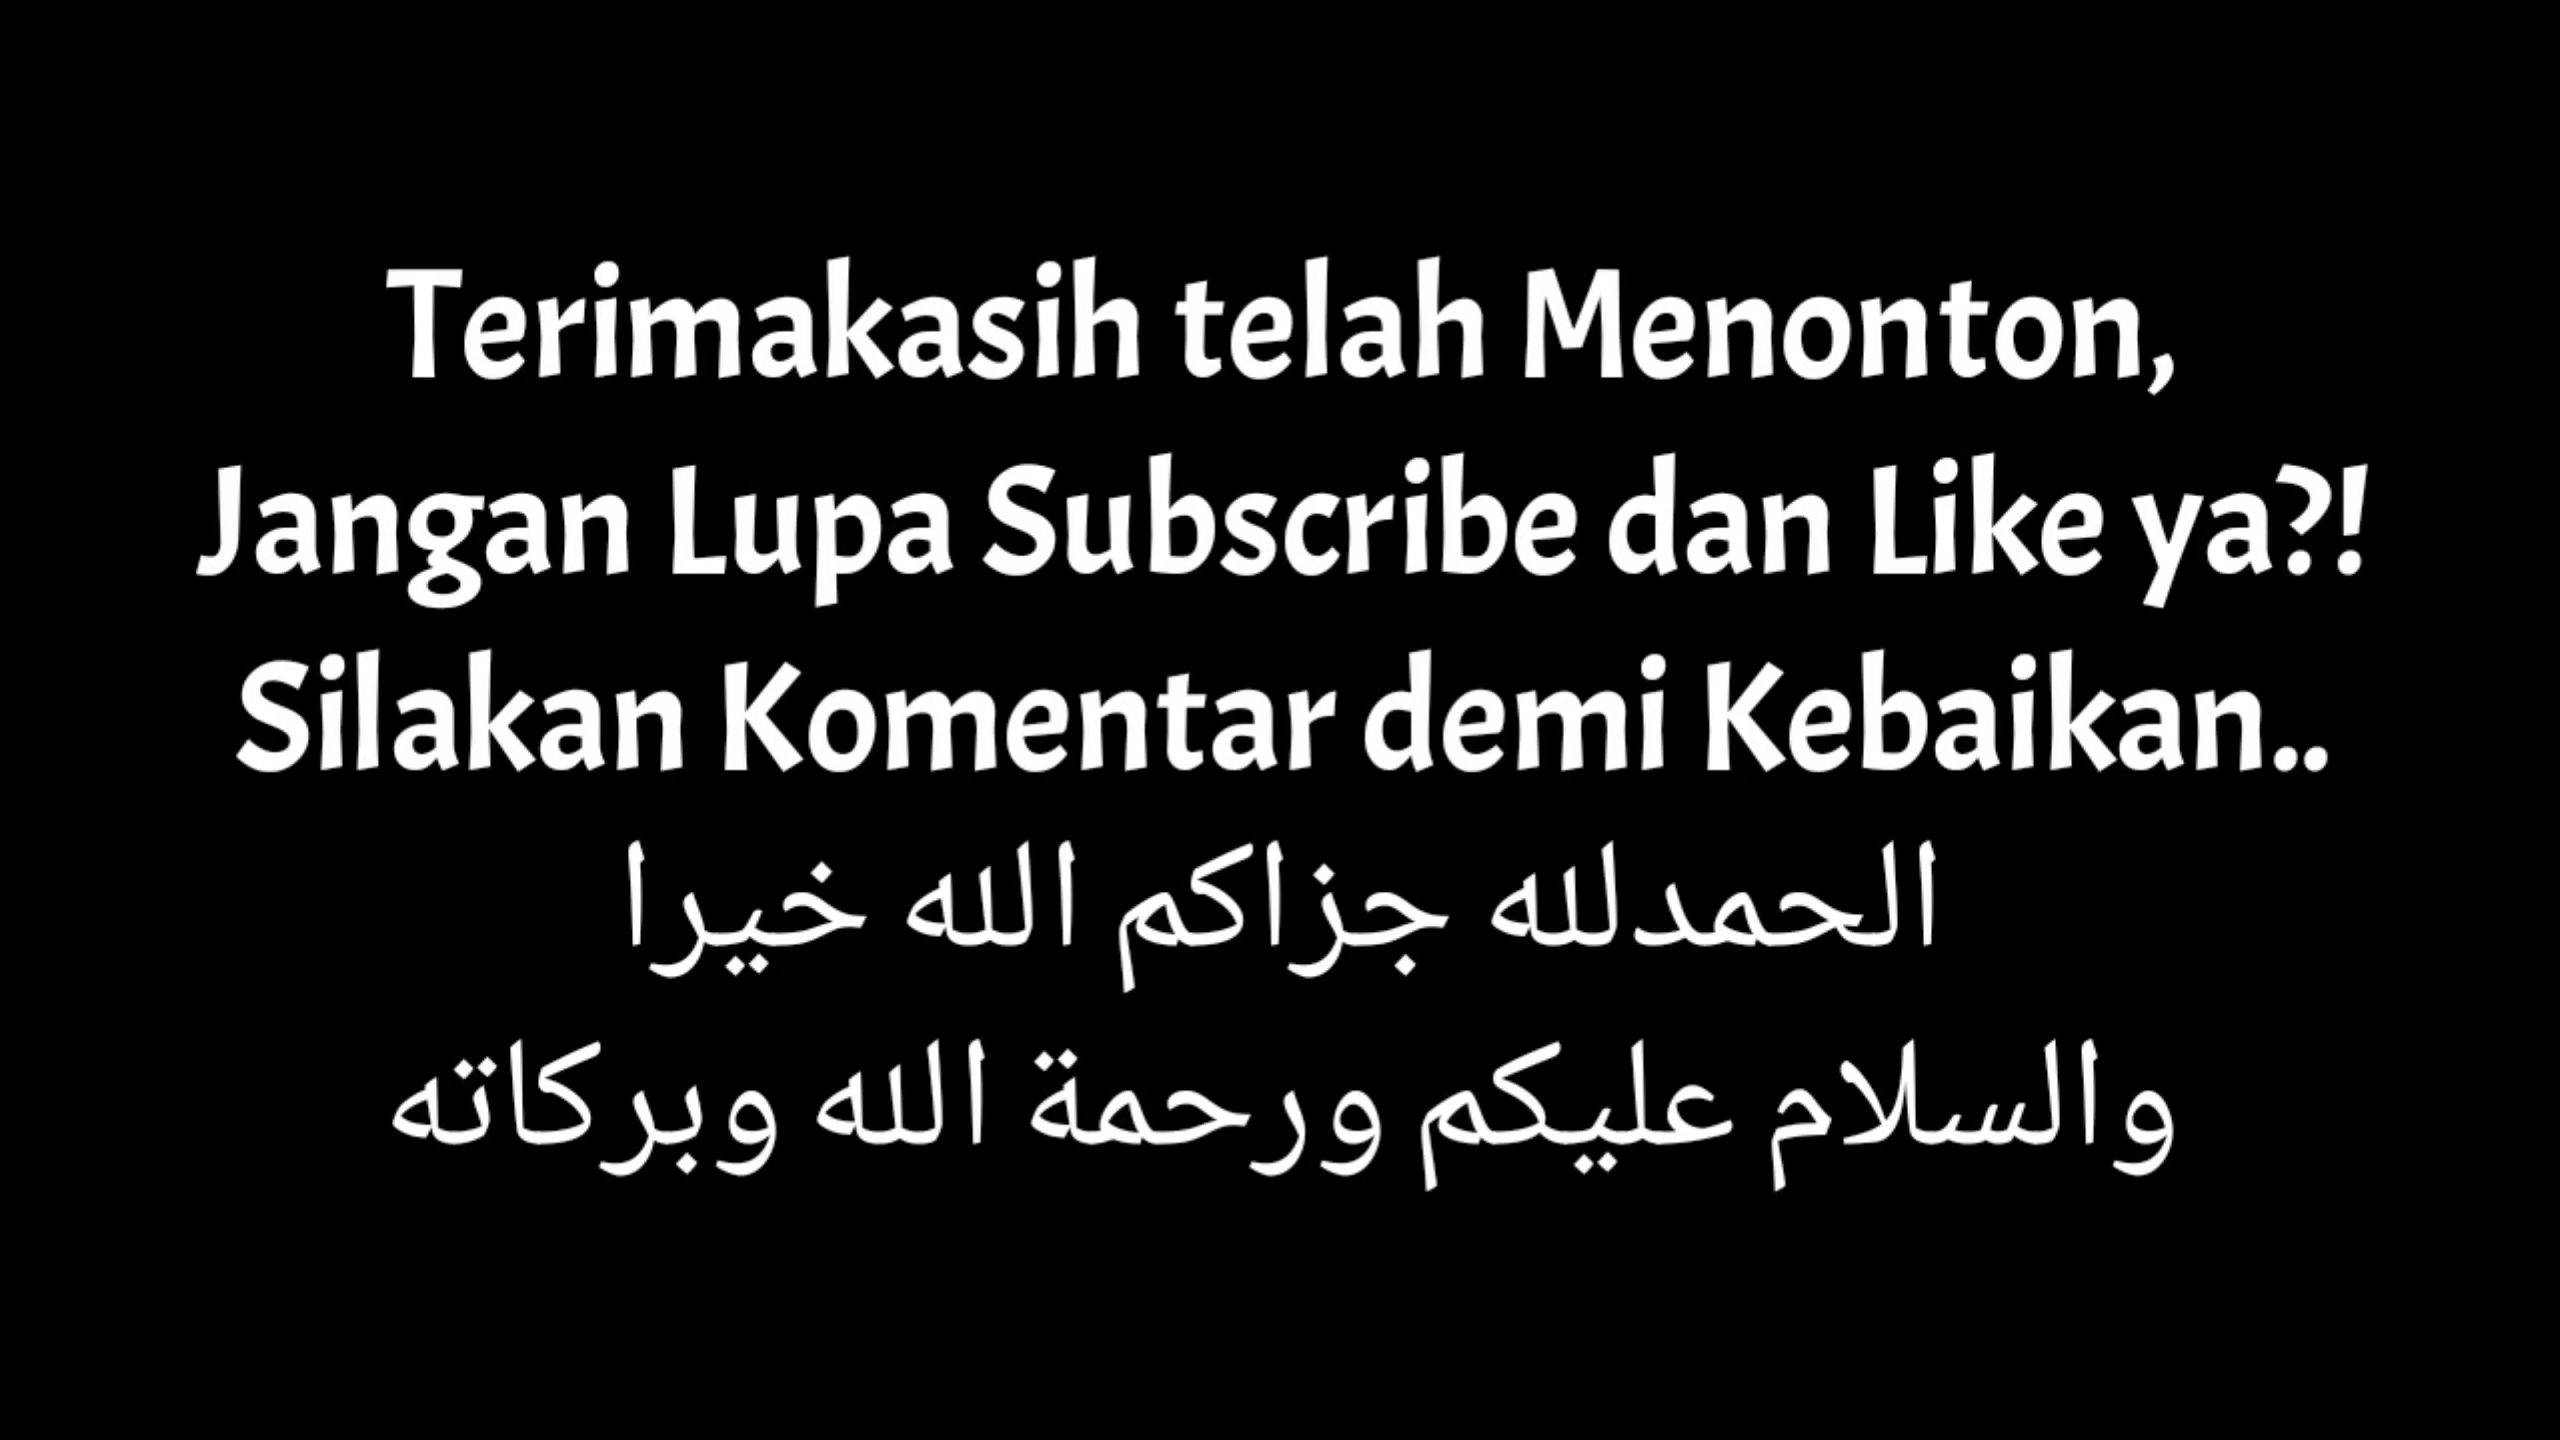 Terimakasih telah Menonton,
Jangan Lupa Subscribe dan Like ya?!
Silakan Komentar demi Kebaikan..
الحمدلله جزاكم الله خيرا
والسلام عليكم ورحمة الله وبركاته